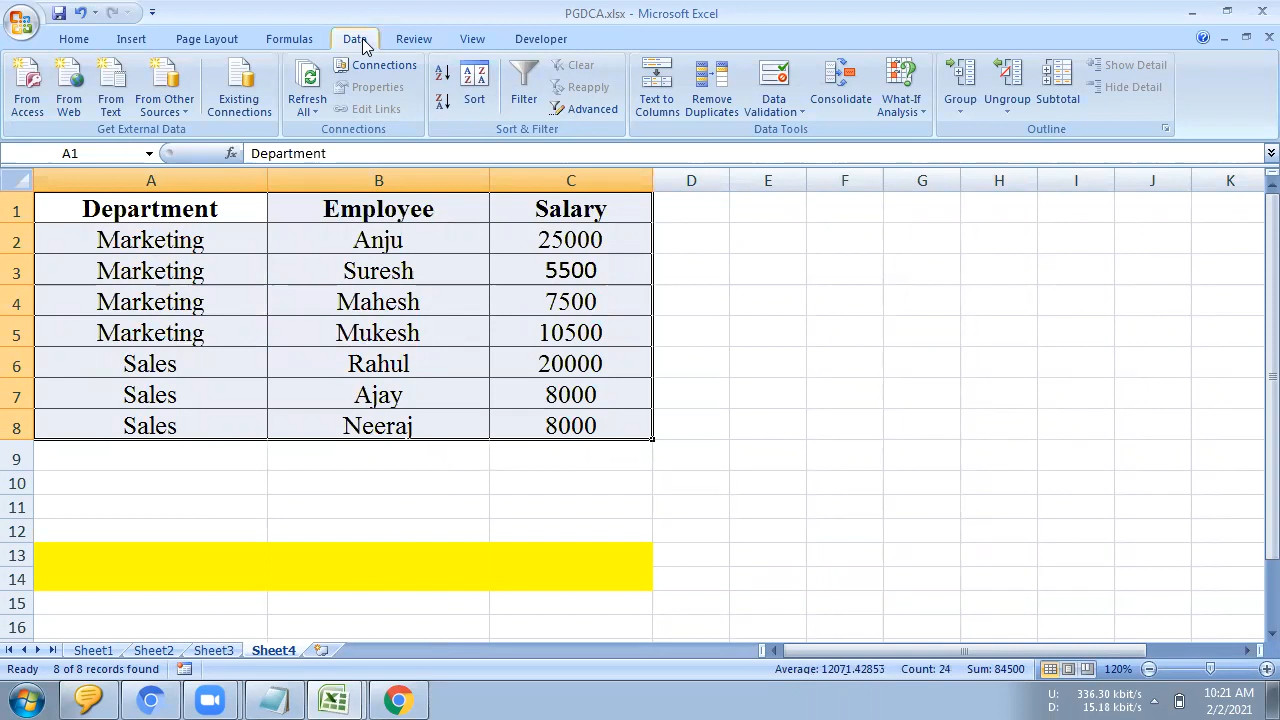 PGDCA.xlsx - Microsoft Excel
Home Insert Page Layout Formulas Data Review View Developer
From Access
From Web
From Text
From Other Sources
Existing Connections
Get External Data
Refresh All
Connections
Properties
Edit Links
Connections
Sort
Filter
Clear
Reapply
Advanced
Sort & Filter
Text to Columns
Remove Duplicates
Data Validation
Consolidate
What-If Analysis
Data Tools
Group
Ungroup
Subtotal
Show Detail
Hide Detail
Outline
A1 fx Department
A B C D E F G H I J K
1 Department Employee Salary
2 Marketing Anju 25000
3 Marketing Suresh 5500
4 Marketing Mahesh 7500
5 Marketing Mukesh 10500
6 Sales Rahul 20000
7 Sales Ajay 8000
8 Sales Neeraj 8000
9
10
11
12
13
14
15
16
Sheet1 Sheet2 Sheet3 Sheet4
Ready 8 of 8 records found Average: 12071.42853 Count: 24 Sum: 84500 120%
U: 336.30 kbit/s 10:21 AM
D: 15.18 kbit/s 2/2/2021